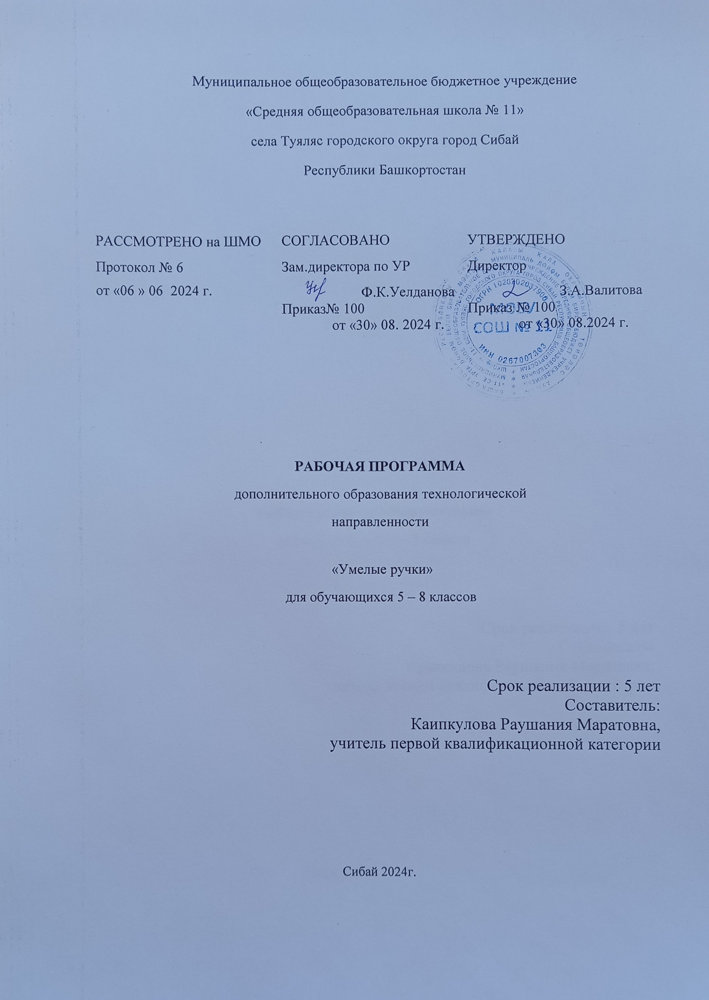 Муниципальное общеобразовательное бюджетное учреждение
«Средняя общеобразовательная школа № 11»
села Туяляс городского округа город Сибай
Республики Башкортостан
РАССМОТРЕНО на ШМО
Протокол № 6
от «06 » 06 2024 г.
СОГЛАСОВАНО
Зам.директора по УР
Ф.К.Уелданова
Приказ№ 100
от «30» 08. 2024 г.
УТВЕРЖДЕНО
Директор
З.А.Валитова
Приказ № 100
от «30» 08.2024 г.
ОГРН 1020202037900
МОБУ
СОШ № 11
ИНН 0267007303
РАБОЧАЯ ПРОГРАММА
дополнительного образования технологической
направленности
«Умелые ручки»
для обучающихся 5 – 8 классов
Срок реализации : 5 лет
Составитель:
Каипкулова Раушания Маратовна,
учитель первой квалификационной категории
Сибай 2024г.